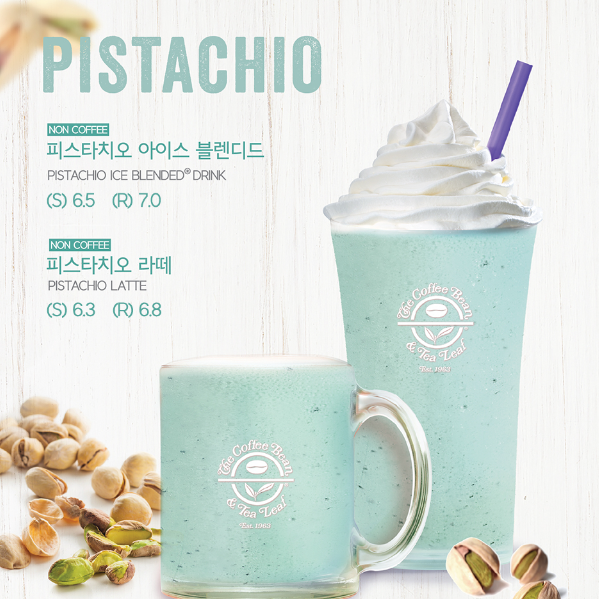 PISTACHIO
NON COFFEE
피스타치오 아이스 블렌디드
PISTACHIO ICE BLENDED® DRINK
(S) 6.5 (R) 7.0
NON COFFEE
피스타치오 라떼
PISTACHIO LATTE
(S) 6.3 (R) 6.8
The Coffee Bean
& Tea Leaf
Est. 1963
The Coffee Bean
& Tea Leaf
Est. 1963